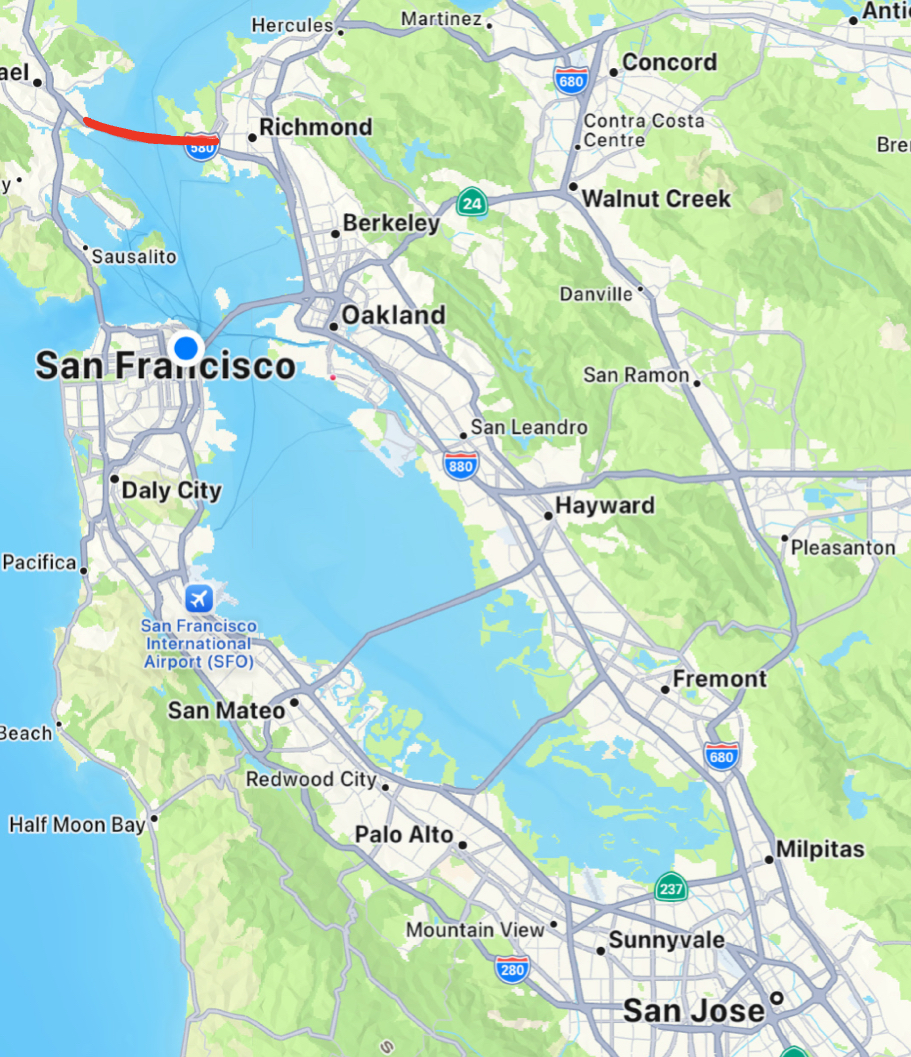 Hercules
Martinez
Anti
ael
Concord
680
Contra Costa
Centre
Richmond
580
Bre
y
24
Walnut Creek
Berkeley
Sausalito
Danville
Oakland
San Francisco
San Ramon
San Leandro
880
Daly City
Hayward
Pacifica
Pleasanton
San Francisco
International
Airport (SFO)
Fremont
San Mateo
Beach
680
Redwood City
Half Moon Bay
Palo Alto
Milpitas
237
Mountain View
Sunnyvale
280
San Jose
S